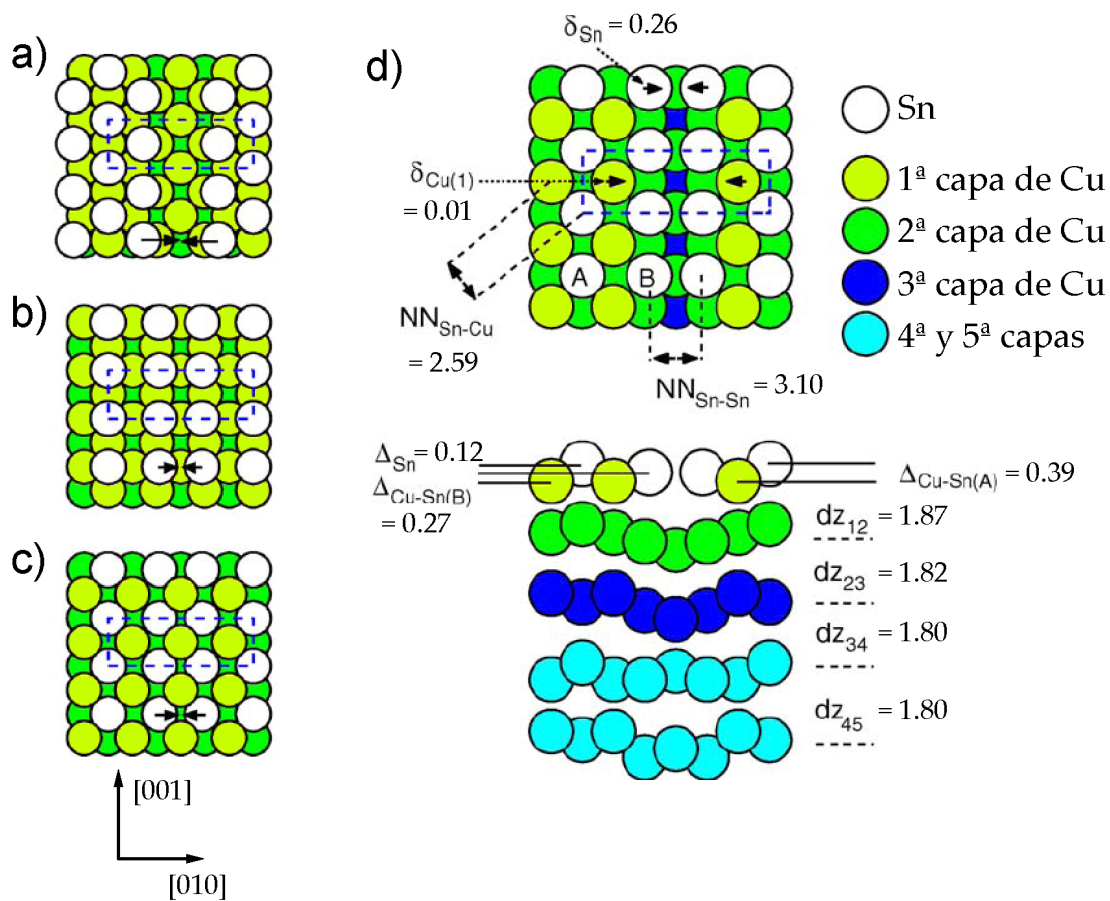 a)
b)
c)
[001]
[010]
d)
δSn = 0.26
δCu(1)
= 0.01
NNSn-Cu
= 2.59
A
B
NNSn-Sn = 3.10
Sn
1ª capa de Cu
2ª capa de Cu
3ª capa de Cu
4ª y 5ª capas
ΔSn = 0.12
ΔCu-Sn(B)
= 0.27
ΔCu-Sn(A) = 0.39
dz12 = 1.87
dz23 = 1.82
dz34 = 1.80
dz45 = 1.80